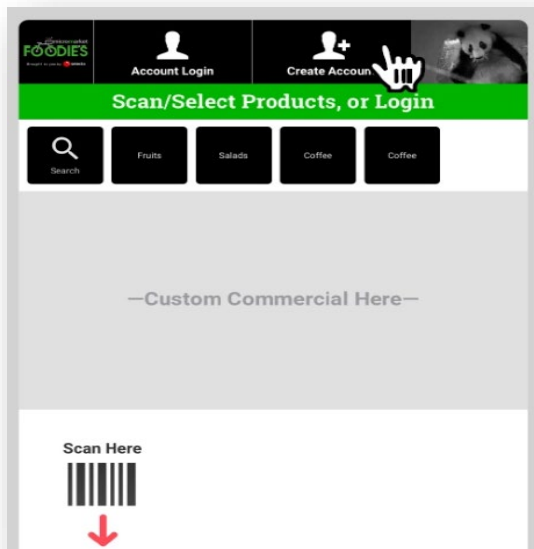 micromarket
FOODIES
Account Login
Create Accoun
Scan/Select Products, or Login
Search
Fruits
Salads
Coffee
Coffee
—Custom Commercial Here—
Scan Here